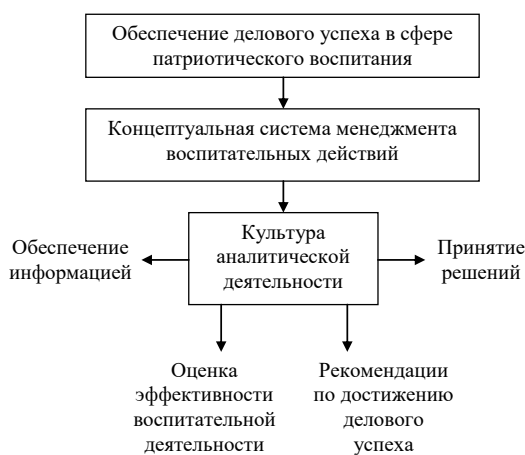 Обеспечение делового успеха в сфере
патриотического воспитания
Концептуальная система менеджмента
воспитательных действий
Культура
аналитической
деятельности
Обеспечение
информацией
Принятие
решений
Оценка
эффективности
воспитательной
деятельности
Рекомендации
по достижению
делового
успеха